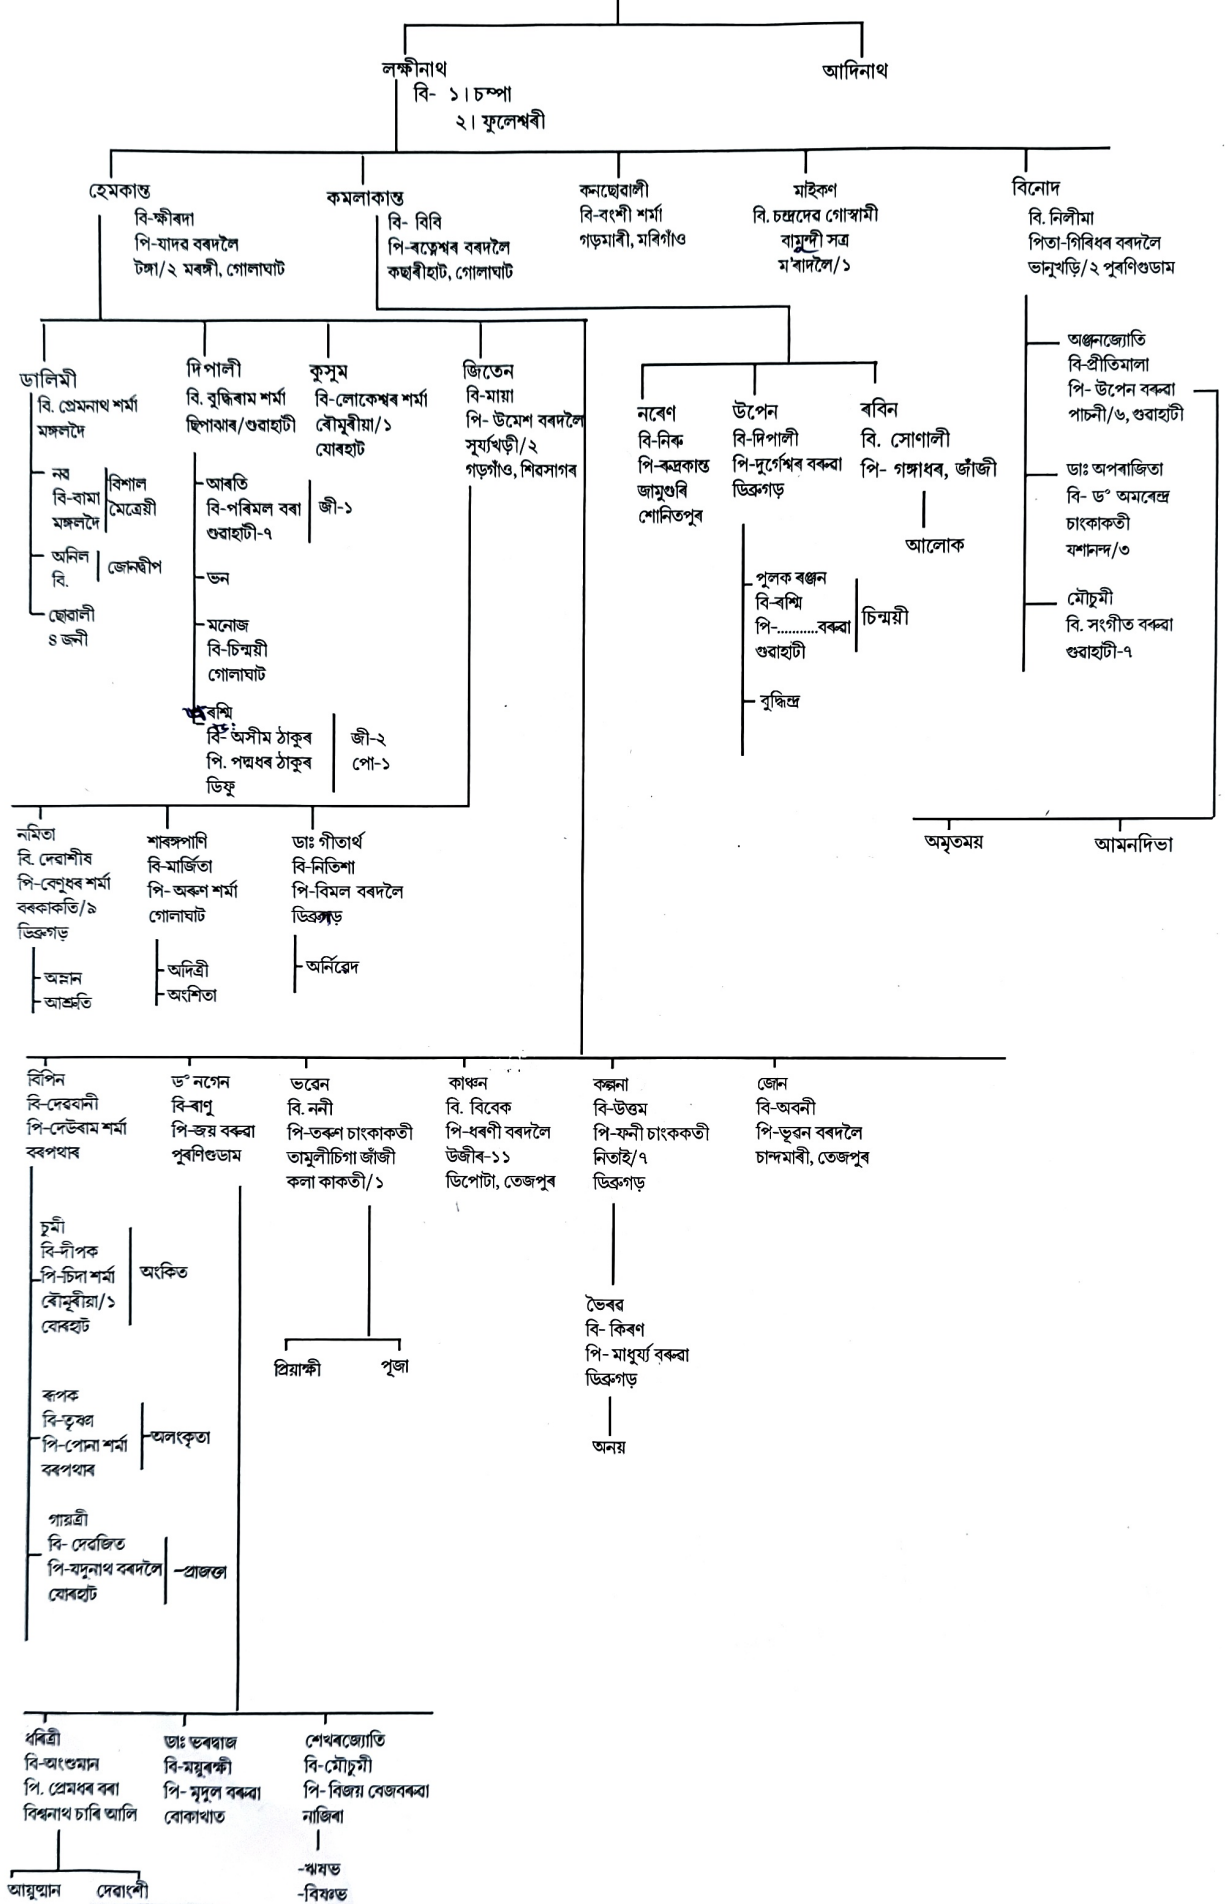 লক্ষীনাথ
বি- ১। চম্পা
২। ফুলেশ্বৰী
আদিনাথ
হেমকান্ত
বি-ক্ষীৰদা
পি-যাদৱ বৰদলৈ
টঙ্গা/২ মৰঙ্গী, গোলাঘাট
কমলাকান্ত
বি- বিবি
পি-ৰত্নেশ্বৰ বৰদলৈ
কছাৰীহাট, গোলাঘাট
কনছোৱালী
বি-বংশী শৰ্মা
গড়মাৰী, মৰিগাঁও
মাইকণ
বি. চন্দ্ৰদেৱ গোস্বামী
বামুন্দী সত্ৰ
ম'ৰাদলৈ/১
বিনোদ
বি. নিলীমা
পিতা-গিৰিধৰ বৰদলৈ
ভানুখড়ি/২ পুৰণিগুডাম
ডালিমী
বি. প্ৰেমনাথ শৰ্মা
মঙ্গলদৈ
নৱ
বি-বামা
মঙ্গলদৈ
বিশাল
মৈত্ৰেয়ী
অনিল
বি.
জোনদ্বীপ
ছোৱালী
৪ জনী
দিপালী
বি. বুদ্ধিৰাম শৰ্মা
ছিপাঝাৰ/গুৱাহাটী
আৰতি
বি-পৰিমল বৰা
গুৱাহাটী-৭
জী-১
ভন
মনোজ
বি-চিন্ময়ী
গোলাঘাট
ৰশ্মি
বি- অসীম ঠাকুৰ
পি. পদ্মধৰ ঠাকুৰ
ডিফু
জী-২
পো-১
কুসুম
বি-লোকেশ্বৰ শৰ্মা
ৰৌমূৰীয়া/১
যোৰহাট
জিতেন
বি-মায়া
পি- উমেশ বৰদলৈ
সূৰ্য্যখড়ী/২
গড়গাঁও, শিৱসাগৰ
নৰেণ
বি-নিৰু
পি-ৰুদ্ৰকান্ত
জামুগুৰি
শোনিতপুৰ
উপেন
বি-দিপালী
পি-দুৰ্গেশ্বৰ বৰুৱা
ডিব্ৰুগড়
পুলক ৰঞ্জন
বি-ৰশ্মি
পি-...........বৰুৱা
গুৱাহাটী
চিন্ময়ী
বুদ্ধিন্দ্ৰ
ৰবিন
বি. সোণালী
পি- গঙ্গাধৰ, জাঁজী
আলোক
অঞ্জনজ্যোতি
বি-প্ৰীতিমালা
পি- উপেন বৰুৱা
পাচনী/৬, গুৱাহাটী
ডাঃ অপৰাজিতা
বি- ড° অমৰেন্দ্ৰ
চাংকাকতী
যশানন্দ/৩
মৌচুমী
বি. সংগীত বৰুৱা
গুৱাহাটী-৭
অমৃতময়
আমনদিভা
নমিতা
বি. দেৱাশীষ
পি-বেণুধৰ শৰ্মা
বৰকাকতি/৯
ডিব্ৰুগড়
অম্লান
আশ্ৰুতি
শাৰঙ্গপাণি
বি-মাৰ্জিতা
পি- অৰুণ শৰ্মা
গোলাঘাট
অদিত্ৰী
অংশিতা
ডাঃ গীতাৰ্থ
বি-নিতিশা
পি-বিমল বৰদলৈ
ডিব্ৰুগড়
অৰ্নিৱেদ
বিপিন
বি-দেৱযানী
পি-দেউৰাম শৰ্মা
বৰপথাৰ
চুমী
বি-দীপক
পি-চিদা শৰ্মা
ৰৌমূৰীয়া/১
যোৰহাট
অংকিত
ৰূপক
বি-তৃষ্ণা
পি-পোনা শৰ্মা
বৰপথাৰ
অলংকৃতা
গায়ত্ৰী
বি- দেৱজিত
পি-যদুনাথ বৰদলৈ
যোৰহাট
ড° নগেন
বি-ৰাণু
পি-জয় বৰুৱা
পুৰণিগুডাম
ভৱেন
বি. ননী
পি-তৰুণ চাংকাকতী
তামুলীচিগা জাঁজী
কলা কাকতী/১
প্ৰিয়াক্ষী
পূজা
কাঞ্চন
বি. বিবেক
পি-ধৰণী বৰদলৈ
উজীৰ-১১
ডিপোটা, তেজপুৰ
কল্পনা
বি-উত্তম
পি-ফনী চাংককতী
নিতাই/৭
ডিব্ৰুগড়
ভৈৰৱ
বি- কিৰণ
পি- মাধুৰ্য্য বৰুৱা
ডিব্ৰুগড়
অনয়
জোন
বি-অবনী
পি-ভূৱন বৰদলৈ
চান্দমাৰী, তেজপুৰ
ধৰিত্ৰী
বি-অংশুমান
পি. প্ৰেমধৰ বৰা
বিশ্বনাথ চাৰি আলি
আয়ুষ্মান
দেৱাংশী
ডাঃ ভৰদ্বাজ
বি-ময়ুৰক্ষী
পি- মৃদুল বৰুৱা
বোকাখাত
শেখৰজ্যোতি
বি-মৌচুমী
পি- বিজয় বেজবৰুৱা
নাজিৰা
-ঋষভ
-বিষ্ণভ